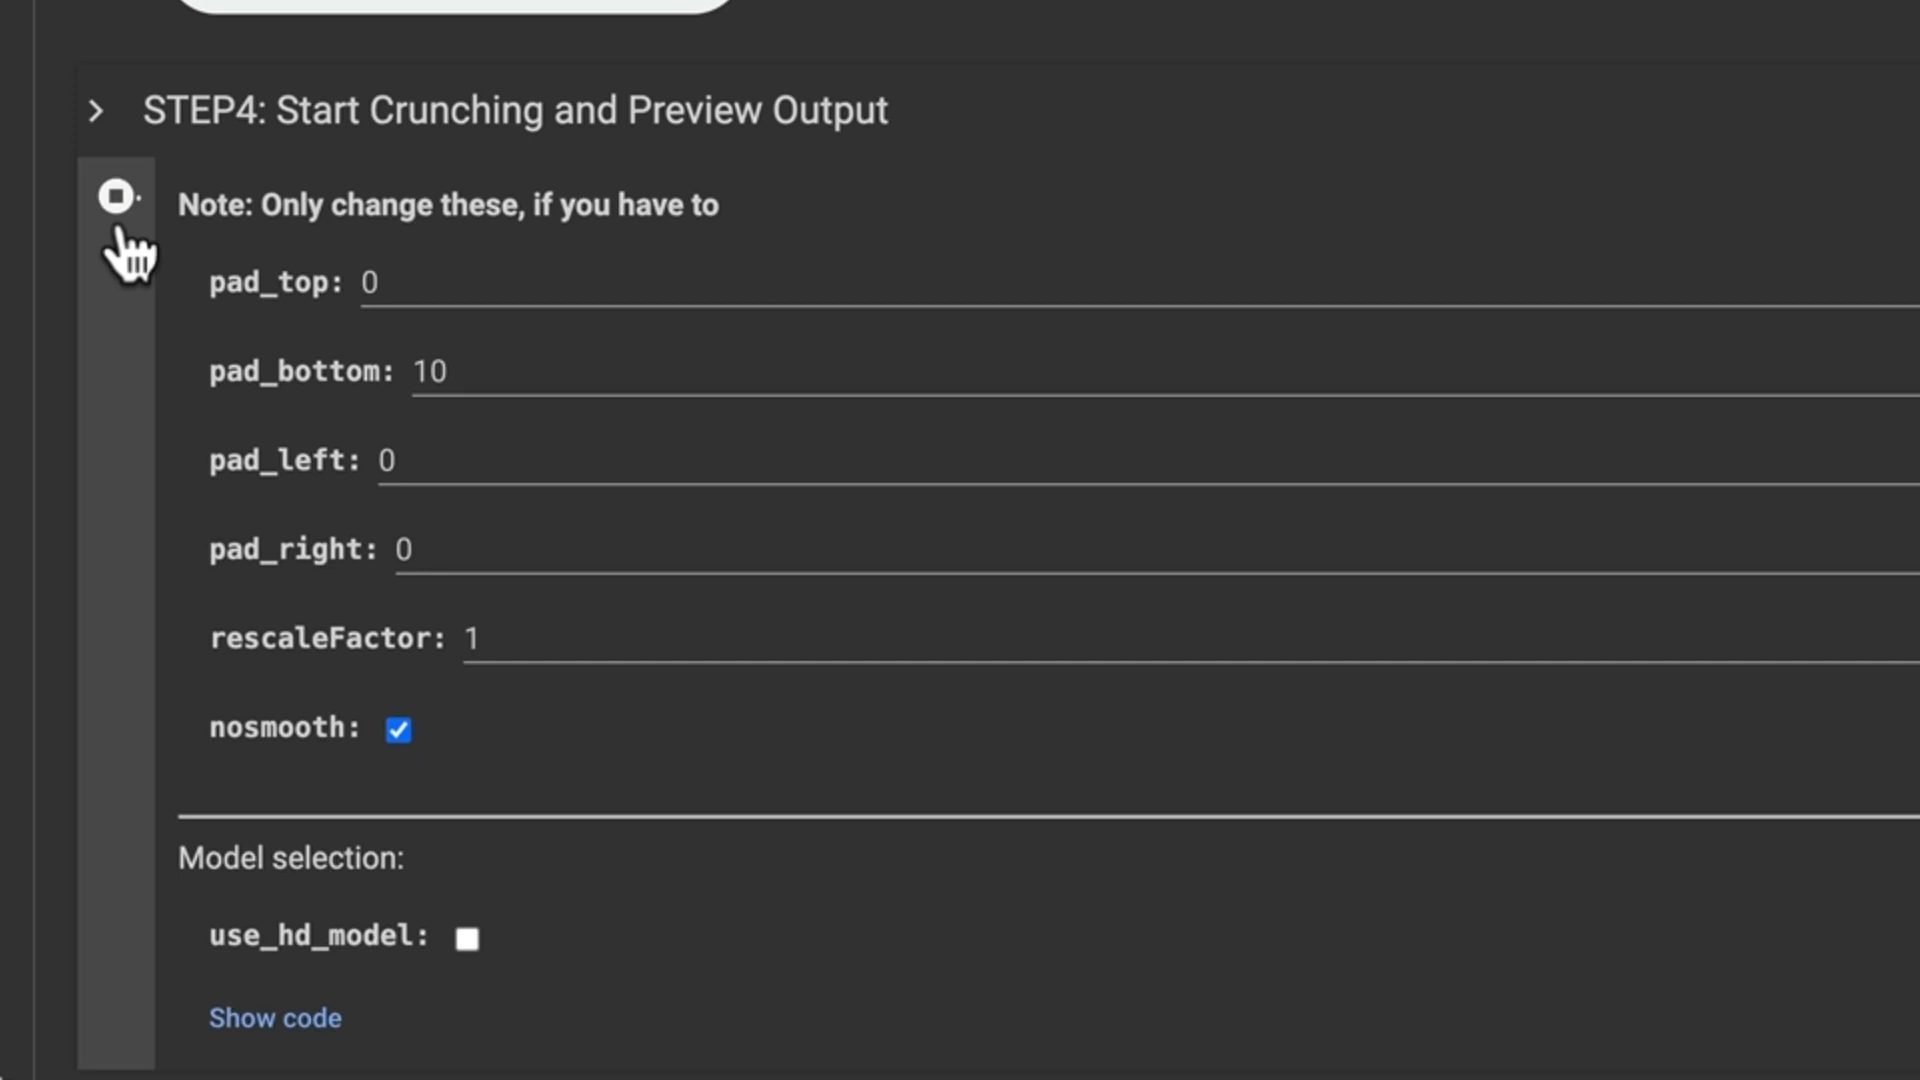 STEP4: Start Crunching and Preview Output
Note: Only change these, if you have to
pad_top: 0
pad_bottom: 10
pad_left: 0
pad_right: 0
rescaleFactor: 1
nosmooth:
Model selection:
use_hd_model:
Show code